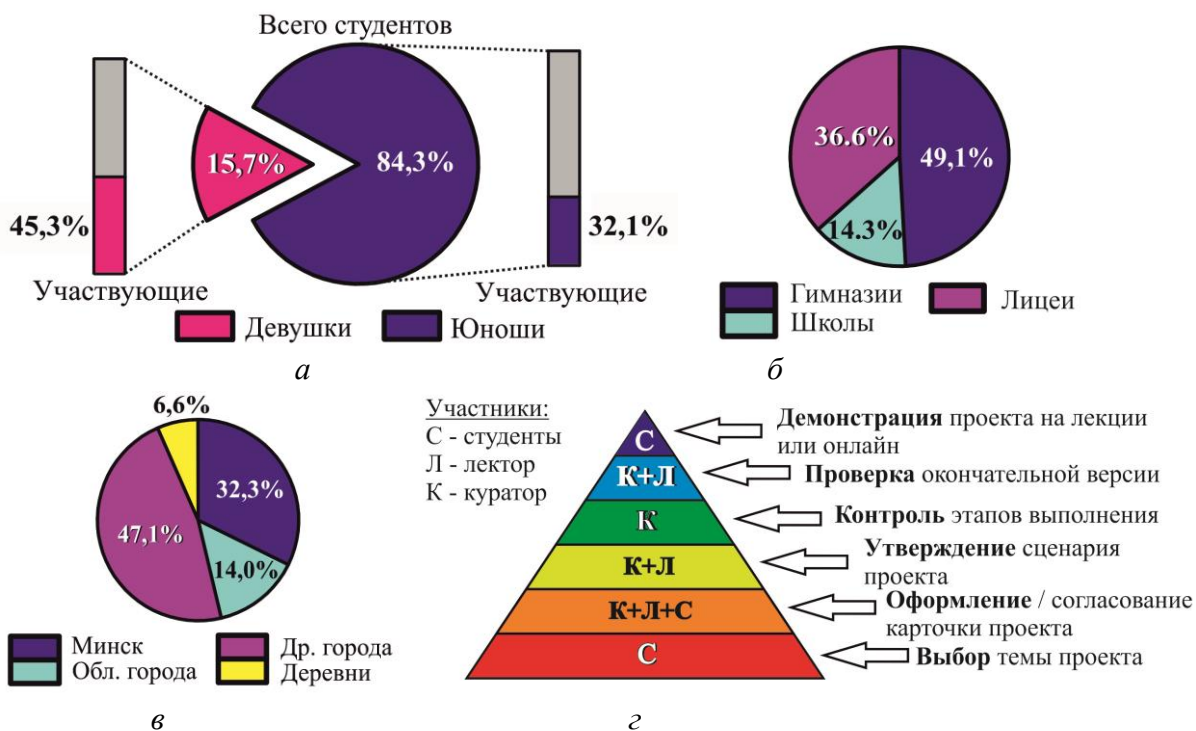 Всего студентов
15,7%
84,3%
45,3%
32,1%
Участвующие
Участвующие
Девушки
Юноши
а
36.6%
49,1%
14.3%
Гимназии
Лицеи
Школы
б
6,6%
32,3%
47,1%
14,0%
Минск
Др. города
Обл. города
Деревни
в
Участники:
С - студенты
Л - лектор
К - куратор
С
К+Л
К
К+Л
К+Л+С
С
Демонстрация проекта на лекции
или онлайн
Проверка окончательной версии
Контроль этапов выполнения
Утверждение сценария
проекта
Оформление / согласование
карточки проекта
Выбор темы проекта
г